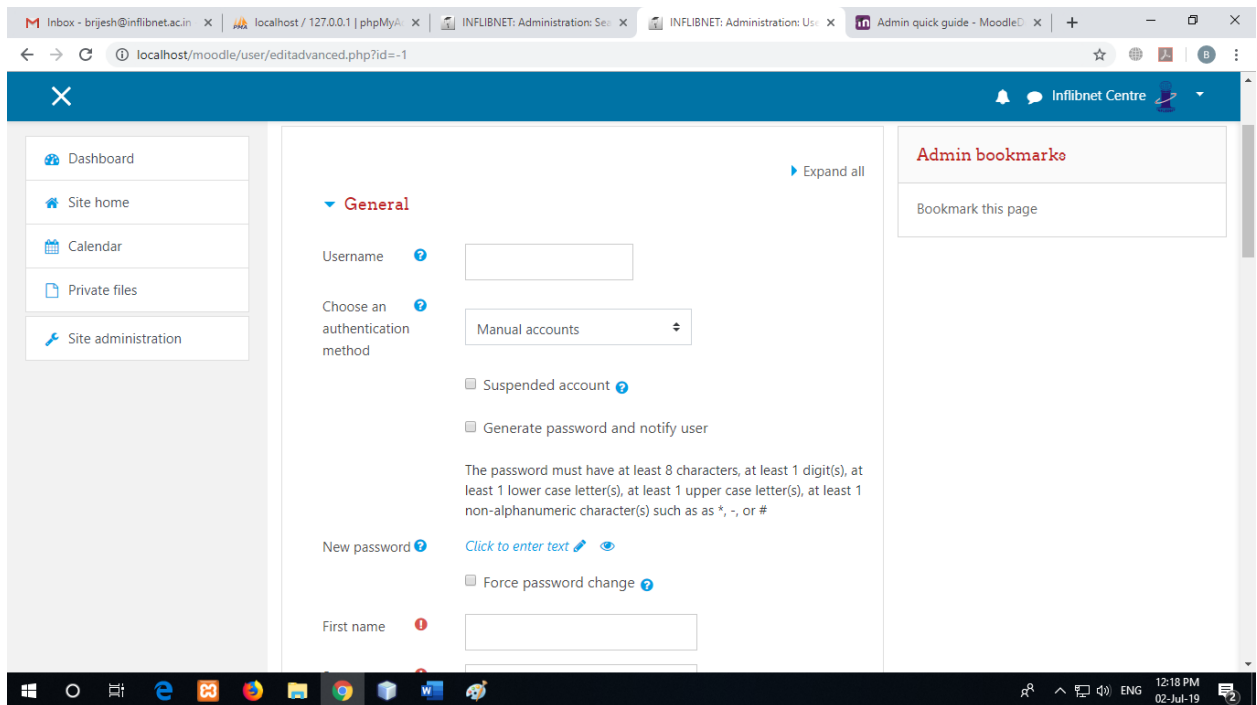 Inbox - brijesh@inflibnet.ac.in
localhost / 127.0.0.1 | phpMyA
INFLIBNET: Administration: Sea
INFLIBNET: Administration: Use
Admin quick guide - MoodleD
localhost/moodle/user/editadvanced.php?id=-1
B
Inflibnet Centre
Dashboard
Site home
Calendar
Private files
Site administration
Expand all
General
Username
Choose an
authentication
method
Manual accounts
Suspended account
Generate password and notify user
The password must have at least 8 characters, at least 1 digit(s), at
least 1 lower case letter(s), at least 1 upper case letter(s), at least 1
non-alphanumeric character(s) such as as *, -, or #
New password
Click to enter text
Force password change
First name
Admin bookmarks
Bookmark this page
ENG
12:18 PM
02-Jul-19
2